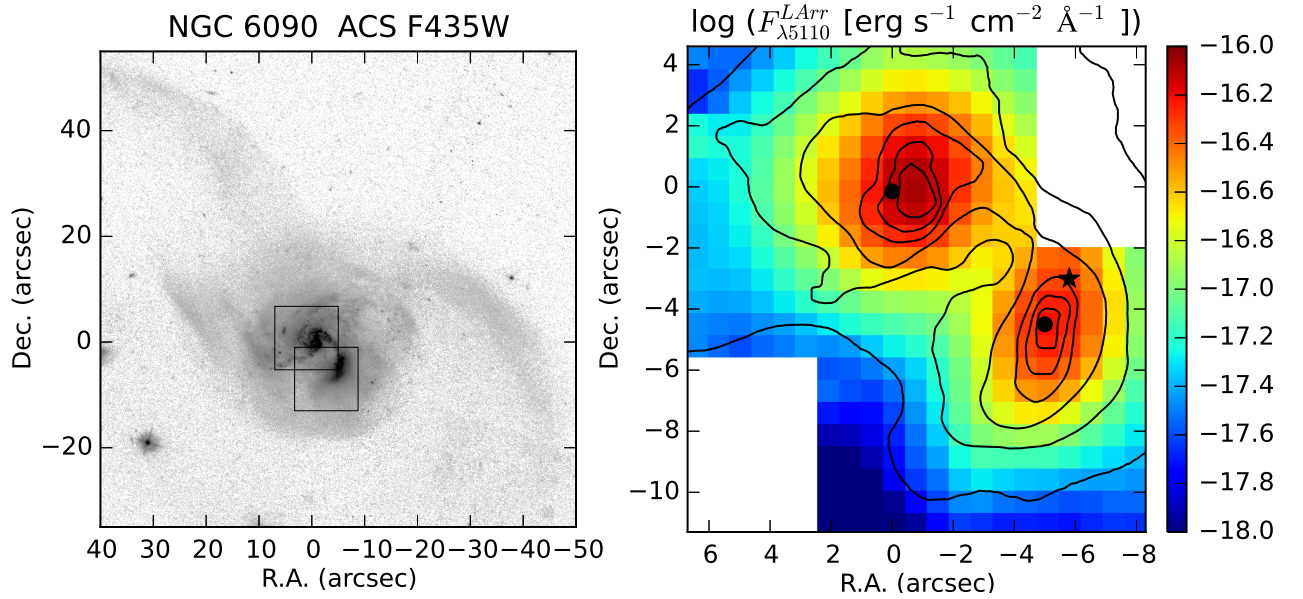 NGC 6090 ACS F435W
40
20
0
−20
Dec. (arcsec)
40 30 20 10 0 −10 −20 −30 −40 −50
R.A. (arcsec)
log (F^{LArr}_{λ5110} [erg s⁻¹ cm⁻² Å⁻¹ ])
4
2
0
−2
−4
−6
−8
−10
Dec. (arcsec)
6 4 2 0 −2 −4 −6 −8
R.A. (arcsec)
−16.0
−16.2
−16.4
−16.6
−16.8
−17.0
−17.2
−17.4
−17.6
−17.8
−18.0